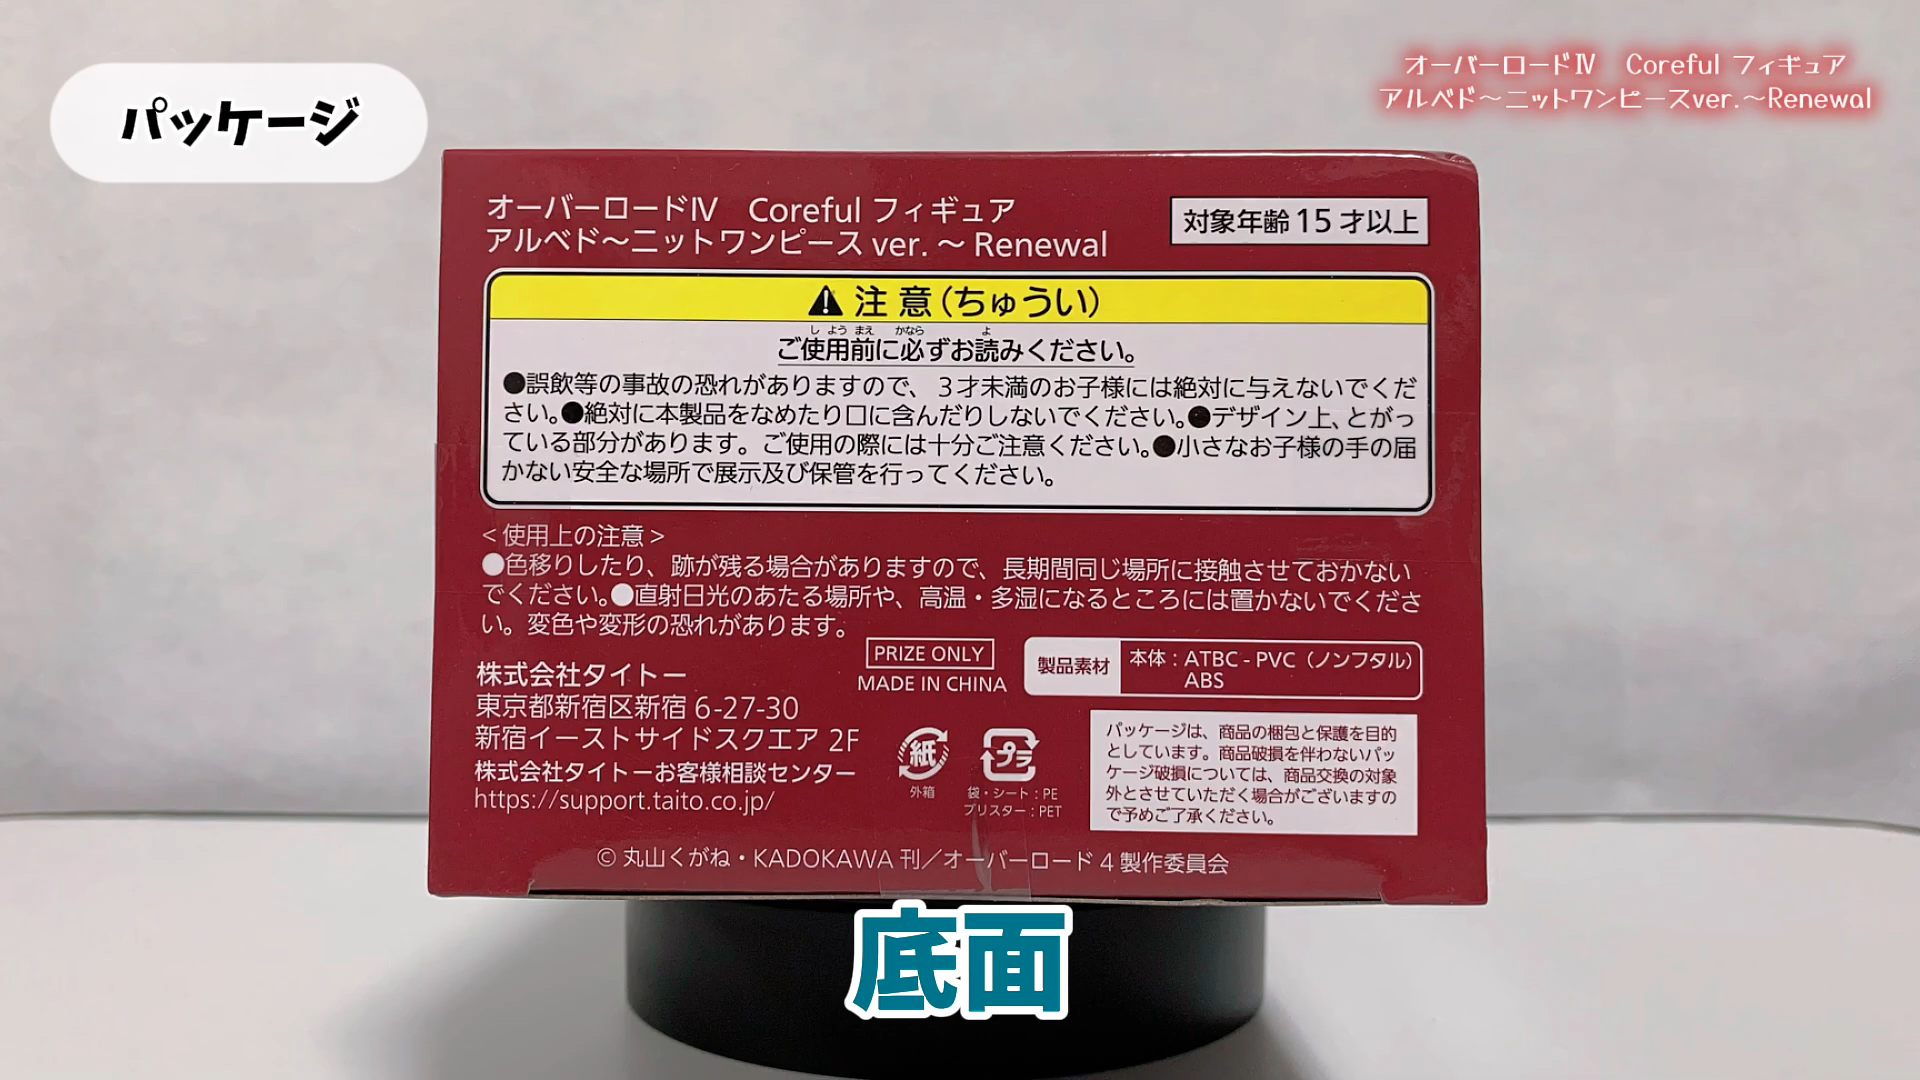 パッケージ
オーバーロードⅣ　Coreful フィギュア
アルベド～ニットワンピースver.～Renewal
オーバーロードⅣ　Coreful フィギュア
アルベド～ニットワンピース ver. ～ Renewal
対象年齢 15 才以上
⚠ 注 意（ちゅうい）
し よう まえ かなら よ
ご使用前に必ずお読みください。
●誤飲等の事故の恐れがありますので、３才未満のお子様には絶対に与えないでくだ
さい。●絶対に本製品をなめたり口に含んだりしないでください。●デザイン上、とがっ
ている部分があります。ご使用の際には十分ご注意ください。●小さなお子様の手の届
かない安全な場所で展示及び保管を行ってください。
＜使用上の注意＞
●色移りしたり、跡が残る場合がありますので、長期間同じ場所に接触させておかない
でください。●直射日光のあたる場所や、高温・多湿になるところには置かないでくださ
い。変色や変形の恐れがあります。
PRIZE ONLY
MADE IN CHINA
製品素材
本体：ATBC - PVC（ノンフタル）
ABS
株式会社タイトー
東京都新宿区新宿 6-27-30
新宿イーストサイドスクエア 2F
株式会社タイトーお客様相談センター
https://support.taito.co.jp/
紙
外箱
プラ
袋・シート：PE
ブリスター：PET
パッケージは、商品の梱包と保護を目的
としています。商品破損を伴わないパッ
ケージ破損については、商品交換の対象
外とさせていただく場合がございますの
で予めご了承ください。
© 丸山くがね・KADOKAWA 刊／オーバーロード 4 製作委員会
底面